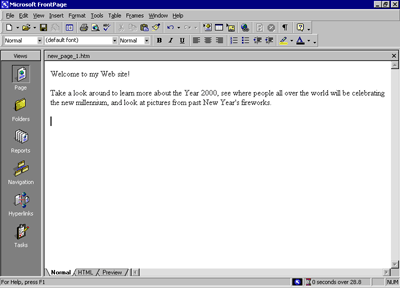 Microsoft FrontPage
File Edit View Insert Format Tools Table Frames Window Help
Normal (default font) Normal B I U A
Views
new_page_1.htm
Page
Folders
Reports
Navigation
Hyperlinks
Tasks
Welcome to my Web site!
Take a look around to learn more about the Year 2000, see where people all over the world will be celebrating
the new millennium, and look at pictures from past New Year's fireworks.
Normal HTML Preview
For Help, press F1
0 seconds over 28.8
NUM